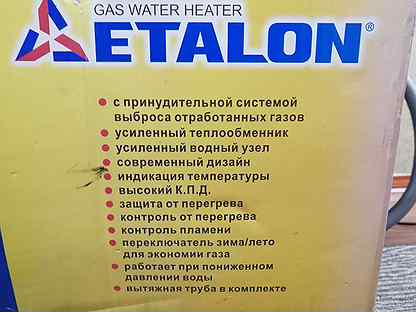 GAS WATER HEATER
ETALON®
• с принудительной системой
выброса отработанных газов
• усиленный теплообменник
• усиленный водный узел
• современный дизайн
• индикация температуры
• высокий К.П.Д.
• защита от перегрева
• контроль от перегрева
• контроль пламени
• переключатель зима/лето
для экономии газа
• работает при пониженном
давлении воды
• вытяжная труба в комплекте